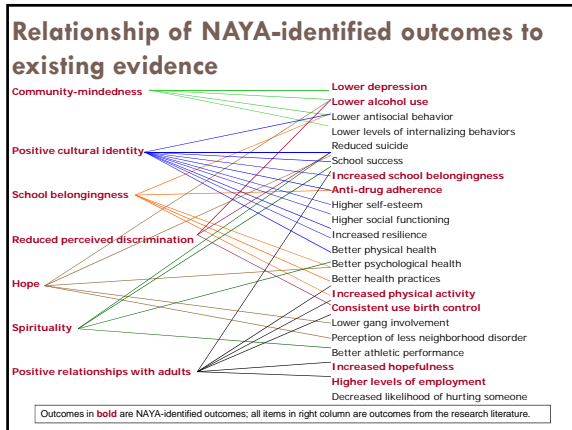 Relationship of NAYA-identified outcomes to
existing evidence
Community-mindedness
Positive cultural identity
School belongingness
Reduced perceived discrimination
Hope
Spirituality
Positive relationships with adults
Lower depression
Lower alcohol use
Lower antisocial behavior
Lower levels of internalizing behaviors
Reduced suicide
School success
Increased school belongingness
Anti-drug adherence
Higher self-esteem
Higher social functioning
Increased resilience
Better physical health
Better psychological health
Better health practices
Increased physical activity
Consistent use birth control
Lower gang involvement
Perception of less neighborhood disorder
Better athletic performance
Increased hopefulness
Higher levels of employment
Decreased likelihood of hurting someone
Outcomes in bold are NAYA-identified outcomes; all items in right column are outcomes from the research literature.